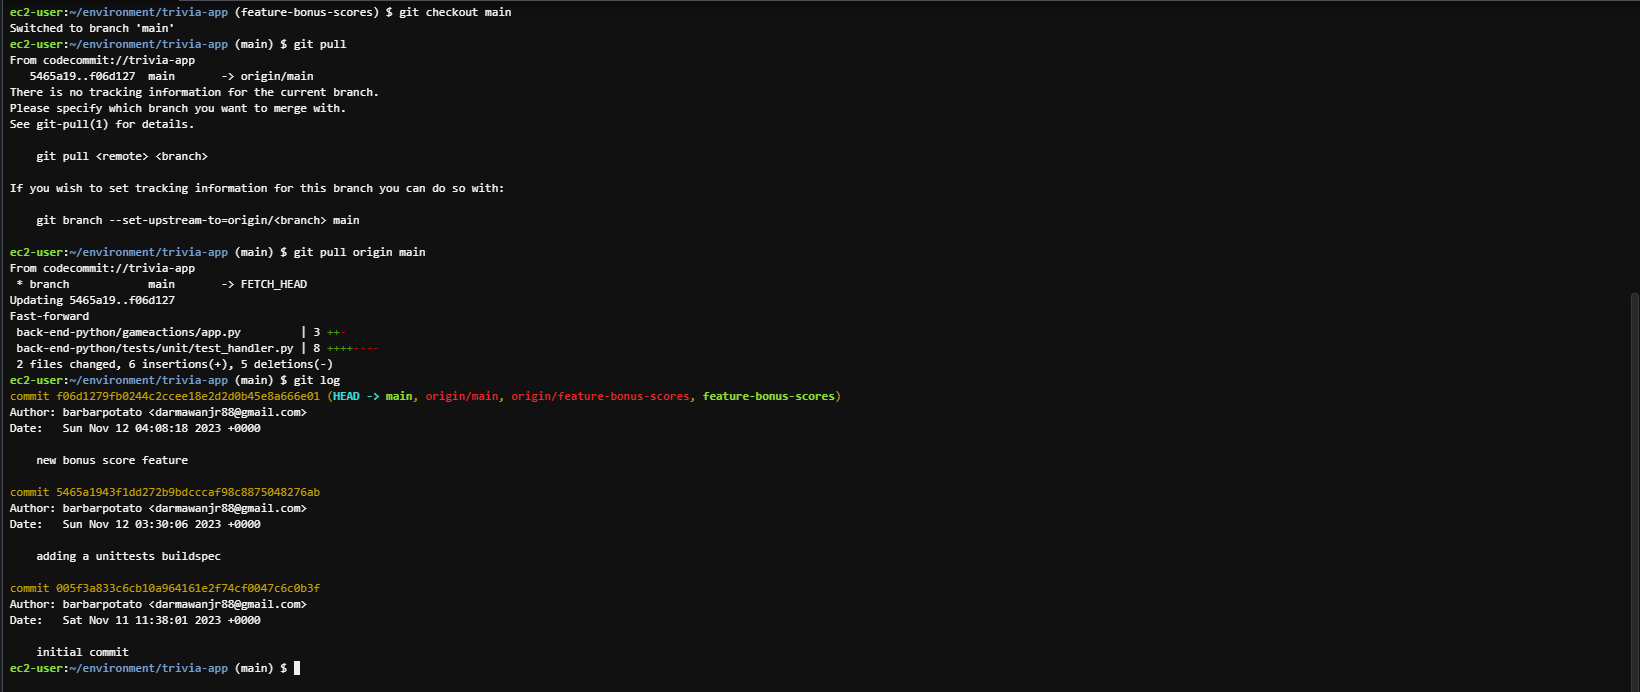 ec2-user:~/environment/trivia-app (feature-bonus-scores) $ git checkout main
Switched to branch 'main'
ec2-user:~/environment/trivia-app (main) $ git pull
From codecommit://trivia-app
   5465a19..f06d127  main       -> origin/main
There is no tracking information for the current branch.
Please specify which branch you want to merge with.
See git-pull(1) for details.

    git pull <remote> <branch>

If you wish to set tracking information for this branch you can do so with:

    git branch --set-upstream-to=origin/<branch> main

ec2-user:~/environment/trivia-app (main) $ git pull origin main
From codecommit://trivia-app
 * branch            main       -> FETCH_HEAD
Updating 5465a19..f06d127
Fast-forward
 back-end-python/gameactions/app.py         | 3 ++-
 back-end-python/tests/unit/test_handler.py | 8 ++++----
 2 files changed, 6 insertions(+), 5 deletions(-)
ec2-user:~/environment/trivia-app (main) $ git log
commit f06d1279fb0244c2ccee18e2d2d0b45e8a666e01 (HEAD -> main, origin/main, origin/feature-bonus-scores, feature-bonus-scores)
Author: barbarpotato <darmawanjr88@gmail.com>
Date:   Sun Nov 12 04:08:18 2023 +0000

    new bonus score feature

commit 5465a1943f1dd272b9bdcccaf98c8875048276ab
Author: barbarpotato <darmawanjr88@gmail.com>
Date:   Sun Nov 12 03:30:06 2023 +0000

    adding a unittests buildspec

commit 005f3a833c6cb10a964161e2f74cf0047c6c0b3f
Author: barbarpotato <darmawanjr88@gmail.com>
Date:   Sat Nov 11 11:38:01 2023 +0000

    initial commit
ec2-user:~/environment/trivia-app (main) $